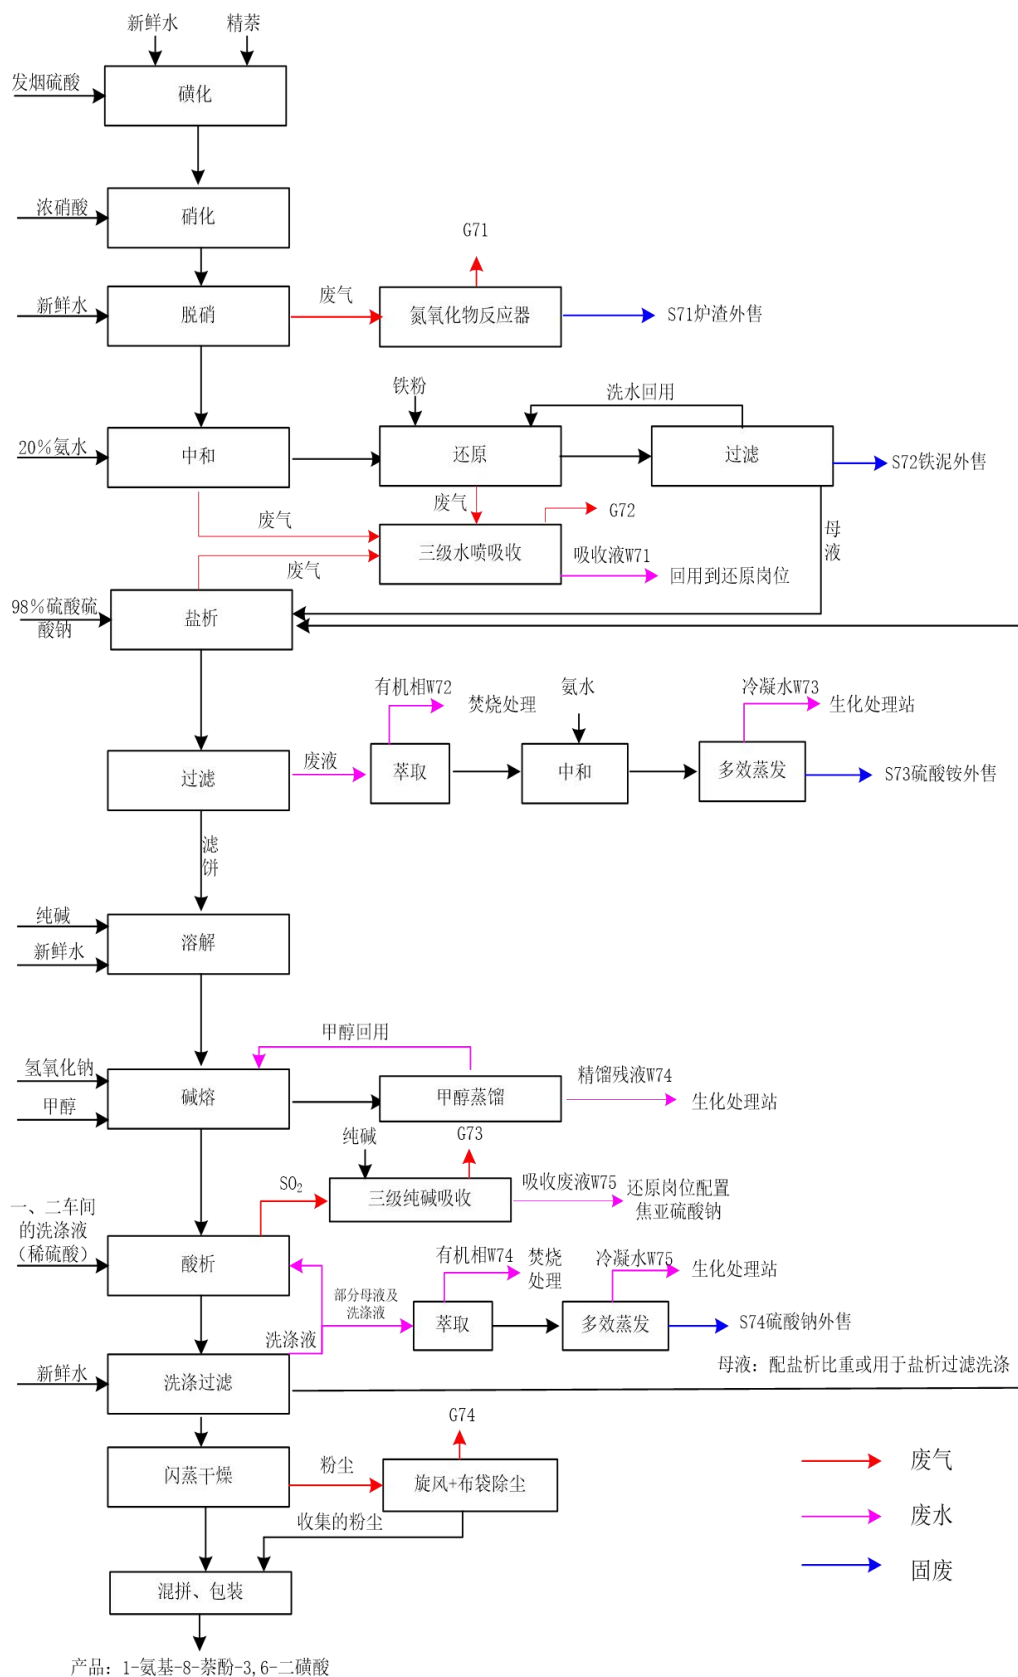 新鲜水
精萘
发烟硫酸
磺化
浓硝酸
硝化
G71
新鲜水
脱硝
废气
氮氧化物反应器
S71炉渣外售
铁粉
洗水回用
20%氨水
中和
还原
过滤
S72铁泥外售
废气
废气
G72
母
液
三级水喷吸收
吸收液W71
回用到还原岗位
废气
98%硫酸硫
酸钠
盐析
有机相W72
焚烧处理
氨水
冷凝水W73
生化处理站
过滤
废液
萃取
中和
多效蒸发
S73硫酸铵外售
滤
饼
纯碱
新鲜水
溶解
甲醇回用
氢氧化钠
甲醇
碱熔
甲醇蒸馏
精馏残液W74
生化处理站
纯碱
G73
SO₂
三级纯碱吸收
吸收废液W75
还原岗位配置
焦亚硫酸钠
一、二车间
的洗涤液
（稀硫酸）
酸析
有机相W74
焚烧
处理
冷凝水W75
生化处理站
部分母液及
洗涤液
洗涤液
萃取
多效蒸发
S74硫酸钠外售
母液：配盐析比重或用于盐析过滤洗涤
新鲜水
洗涤过滤
G74
闪蒸干燥
粉尘
旋风+布袋除尘
收集的粉尘
混拼、包装
产品：1-氨基-8-萘酚-3,6-二磺酸
废气
废水
固废